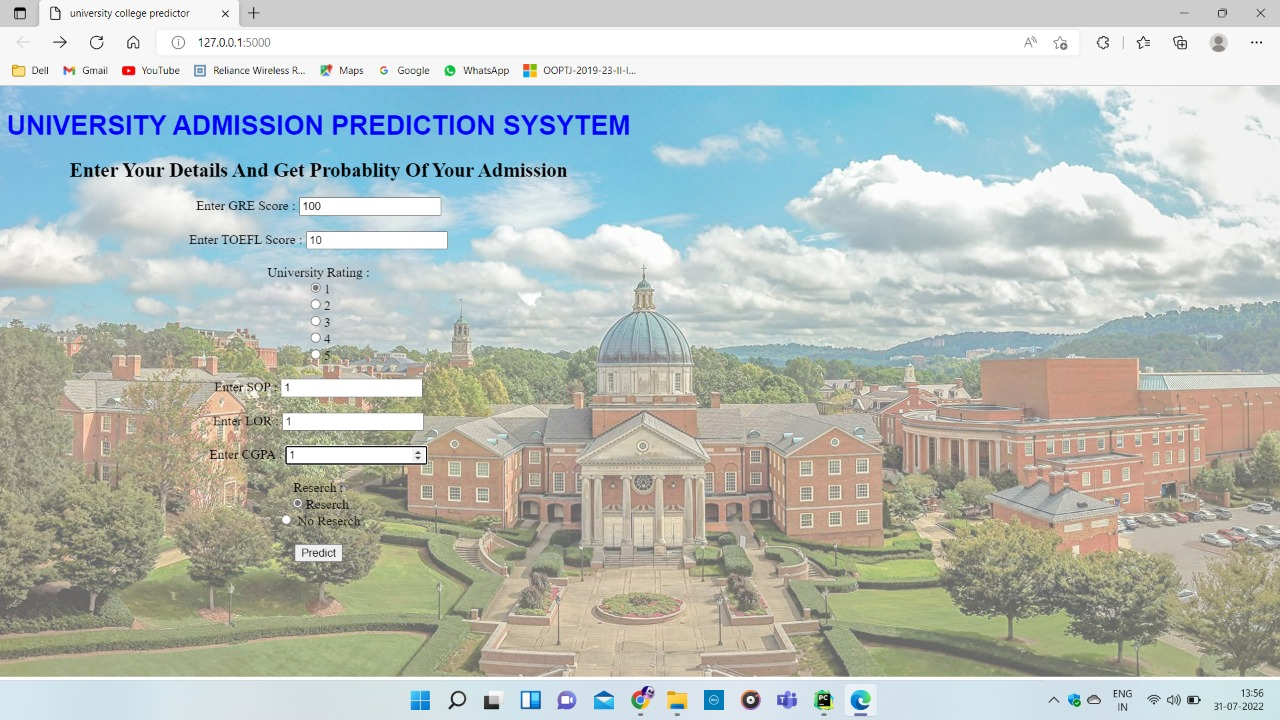 university college predictor
127.0.0.1:5000
Dell Gmail YouTube Reliance Wireless R... Maps Google WhatsApp OOPTJ-2019-23-II-I...
UNIVERSITY ADMISSION PREDICTION SYSYTEM
Enter Your Details And Get Probablity Of Your Admission
Enter GRE Score : 100
Enter TOEFL Score : 10
University Rating :
1
2
3
4
5
Enter SOP : 1
Enter LOR : 1
Enter CGPA 1
Reserch :
Reserch
No Reserch
Predict
ENG
IN
13:56
31-07-2022